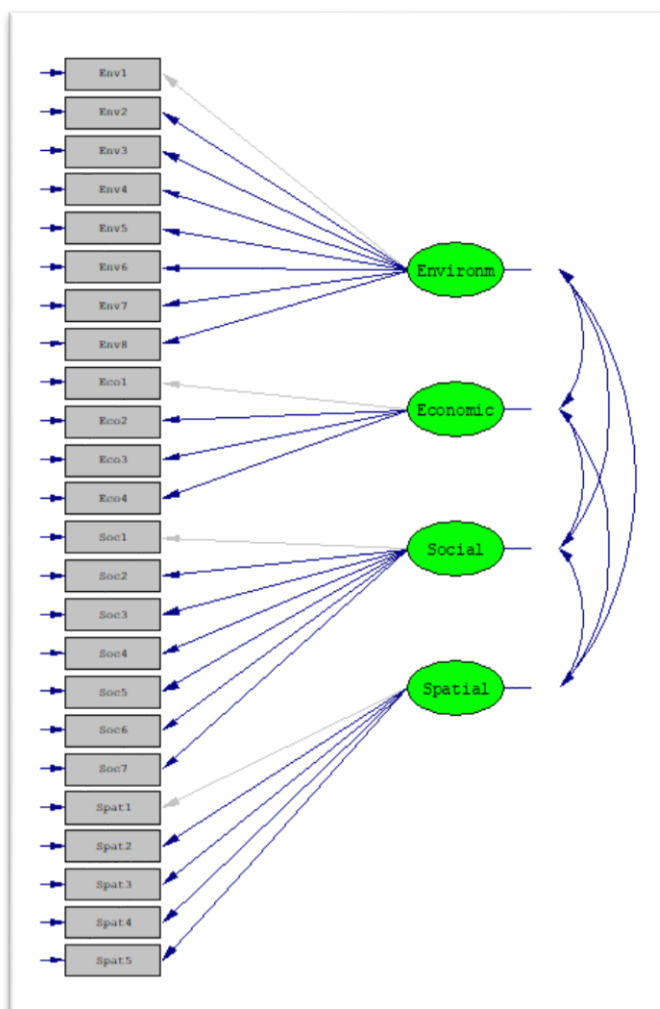 Env1
Env2
Env3
Env4
Env5
Env6
Env7
Env8
Eco1
Eco2
Eco3
Eco4
Soc1
Soc2
Soc3
Soc4
Soc5
Soc6
Soc7
Spat1
Spat2
Spat3
Spat4
Spat5
Environm
Economic
Social
Spatial